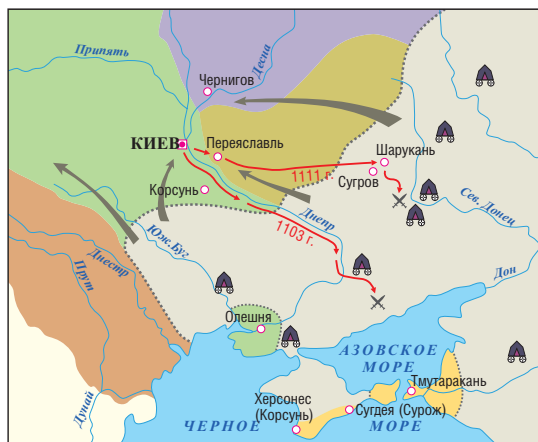 Припять
Десна
Чернигов
КИЕВ
Переяславль
Шарукань
1111 г.
Сугров
Корсунь
Днепр
Сев. Донец
1103 г.
Юж.Буг
Днестр
Прут
Дон
Олешня
АЗОВСКОЕ
МОРЕ
Тмутаракань
Херсонес
(Корсунь)
Сугдея (Сурож)
Дунай
ЧЕРНОЕ
МОРЕ